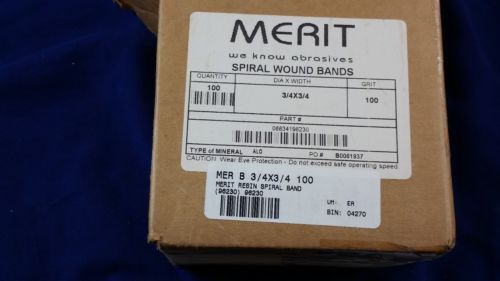 MERIT
we know abrasives
SPIRAL WOUND BANDS
QUANTITY DIA X WIDTH GRIT
100 3/4X3/4 100
PART #
08834196230
TYPE of MINERAL ALO PO # B0061937
CAUTION Wear Eye Protection - Do not exceed safe operating speed
MER B 3/4X3/4 100
MERIT RESIN SPIRAL BAND
(96230) 96230
UM- EA
BIN: 04270